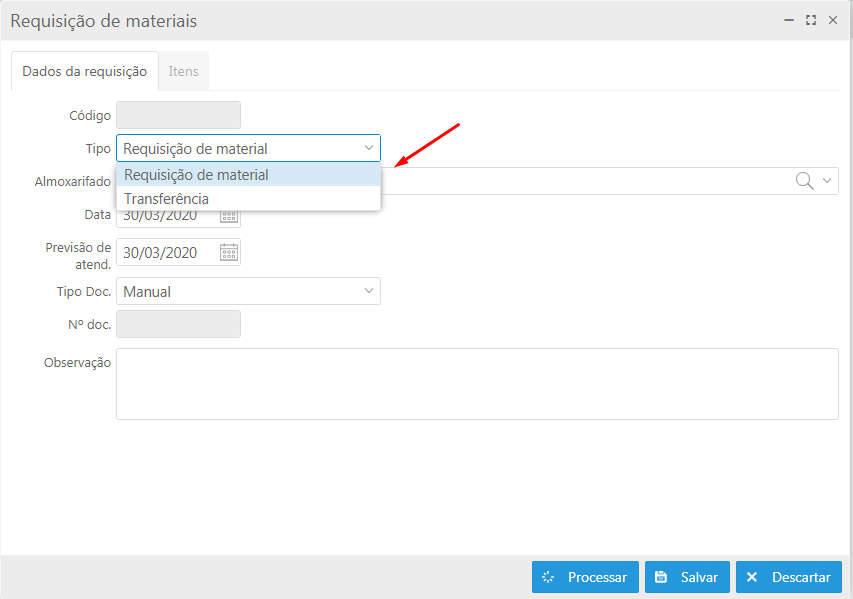 Requisição de materiais
Dados da requisição Itens
Código
Tipo Requisição de material
Requisição de material
Almoxarifado
Transferência
Data 30/03/2020
Previsão de
atend. 30/03/2020
Tipo Doc. Manual
Nº doc.
Observação
Processar Salvar Descartar